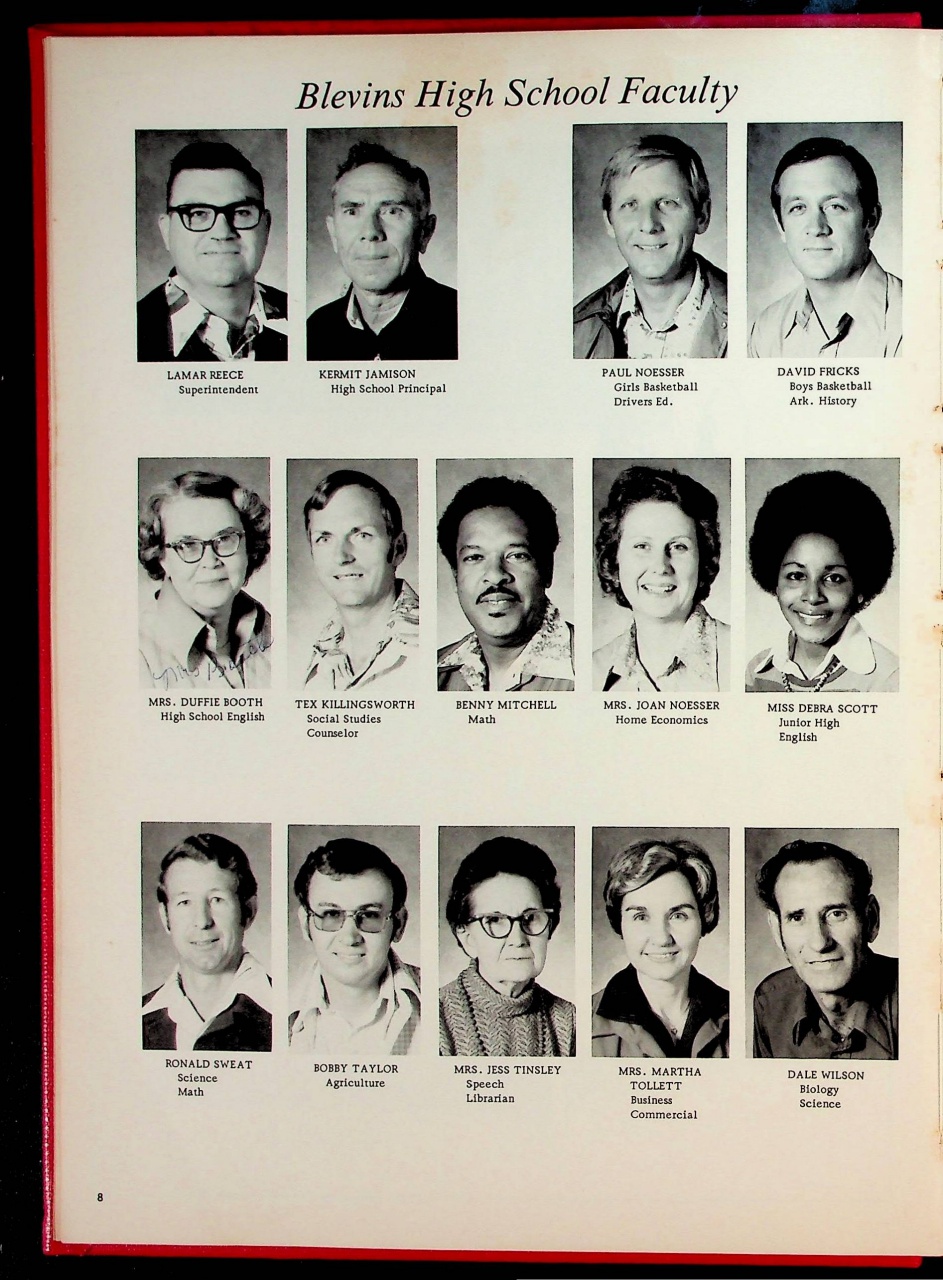 Blevins High School Faculty
LAMAR REECE
Superintendent
KERMIT JAMISON
High School Principal
PAUL NOESSER
Girls Basketball
Drivers Ed.
DAVID FRICKS
Boys Basketball
Ark. History
MRS. DUFFIE BOOTH
High School English
TEX KILLINGSWORTH
Social Studies
Counselor
BENNY MITCHELL
Math
MRS. JOAN NOESSER
Home Economics
MISS DEBRA SCOTT
Junior High
English
RONALD SWEAT
Science
Math
BOBBY TAYLOR
Agriculture
MRS. JESS TINSLEY
Speech
Librarian
MRS. MARTHA
TOLLETT
Business
Commercial
DALE WILSON
Biology
Science
8